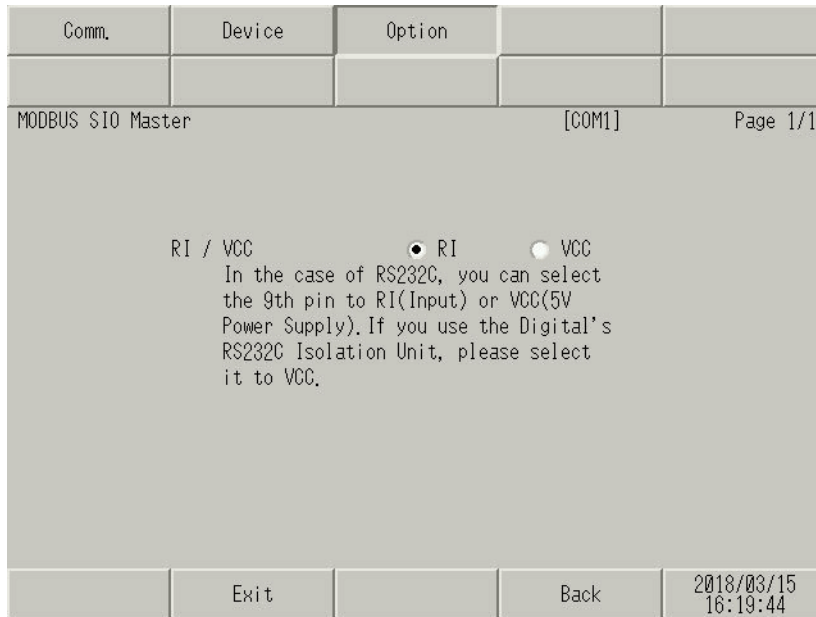 Comm. Device Option
MODBUS SIO Master [COM1] Page 1/1
RI / VCC RI VCC
In the case of RS232C, you can select
the 9th pin to RI(Input) or VCC(5V
Power Supply). If you use the Digital's
RS232C Isolation Unit, please select
it to VCC.
Exit Back 2018/03/15
16:19:44